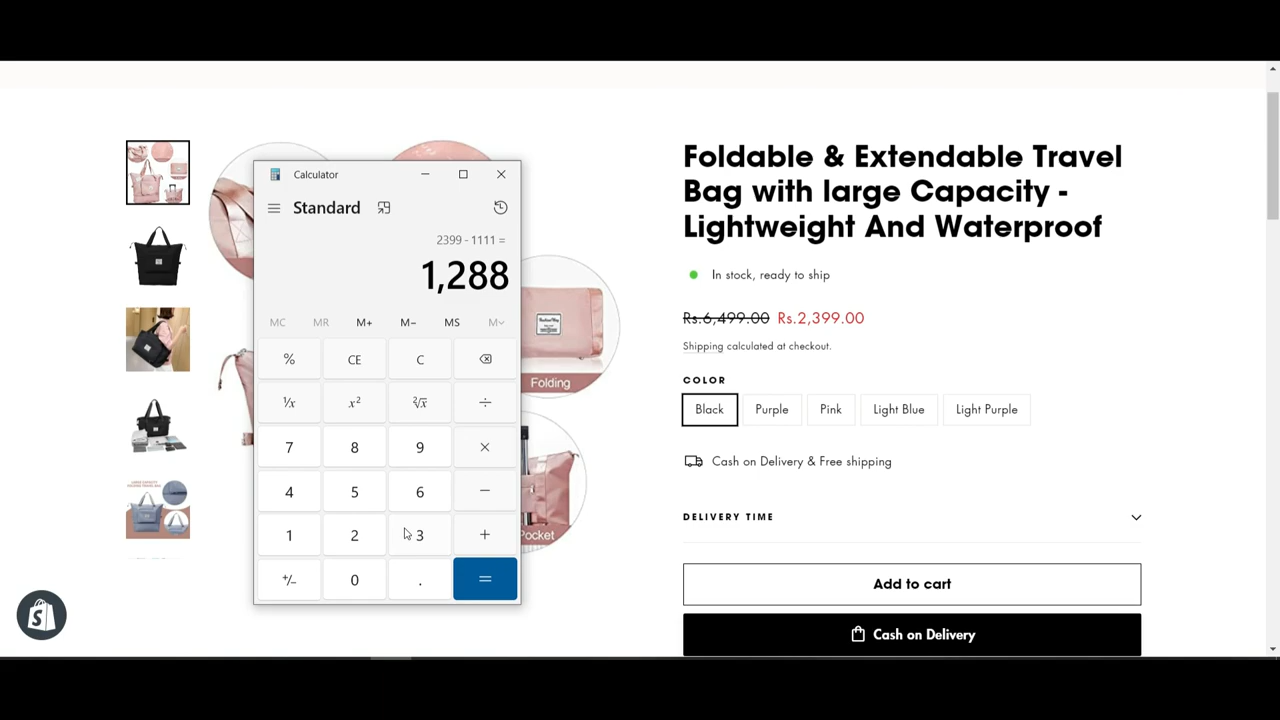 Calculator
Standard
2399 - 1111 =
1,288
MC MR M+ M− MS M˅
% CE C
¹/x x² ²√x ÷
7 8 9 ×
4 5 6 −
1 2 3 +
+/− 0 . =
Folding
Pocket
Foldable & Extendable Travel
Bag with large Capacity -
Lightweight And Waterproof
In stock, ready to ship
Rs.6,499.00 Rs.2,399.00
Shipping calculated at checkout.
COLOR
Black Purple Pink Light Blue Light Purple
Cash on Delivery & Free shipping
DELIVERY TIME
Add to cart
Cash on Delivery